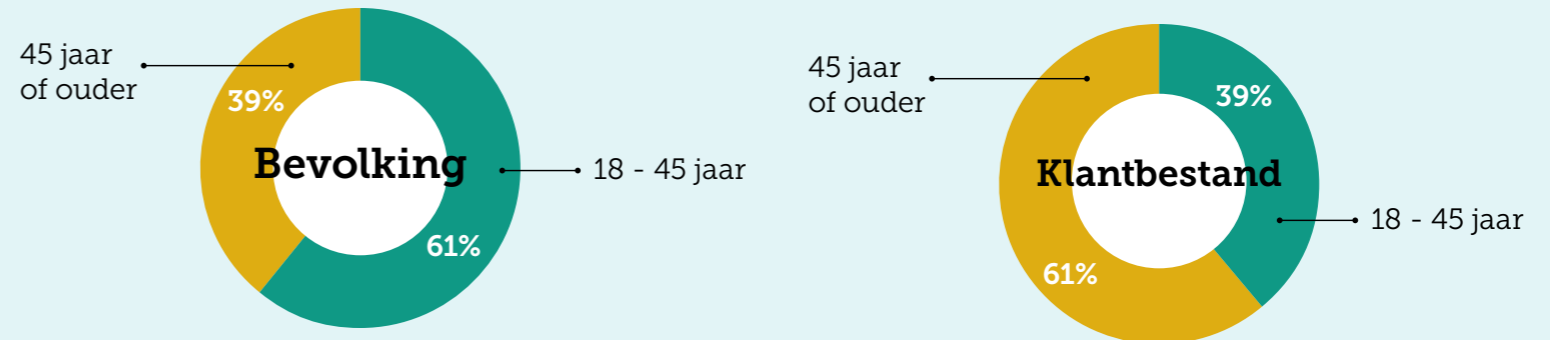 45 jaar
of ouder
39%
Bevolking
18 - 45 jaar
61%
45 jaar
of ouder
39%
Klantbestand
18 - 45 jaar
61%